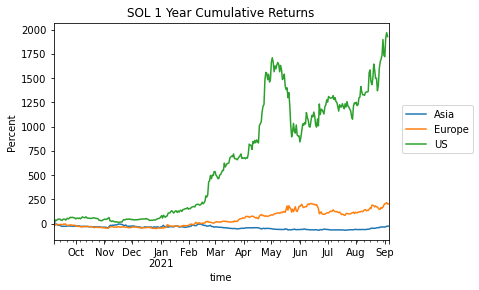 SOL 1 Year Cumulative Returns
2000
1750
1500
1250
1000
750
500
250
0
Percent
Oct Nov Dec Jan Feb Mar Apr May Jun Jul Aug Sep
2021
time
Asia
Europe
US